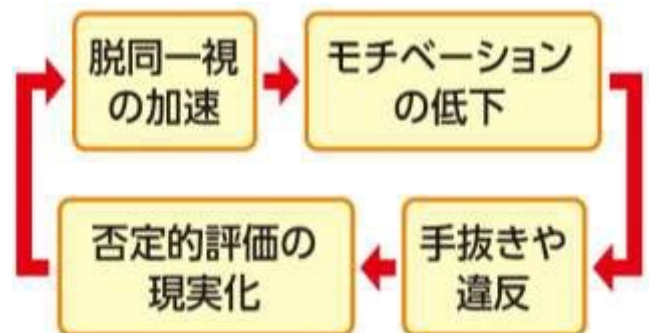 脱同一視
の加速
モチベーション
の低下
手抜きや
違反
否定的評価の
現実化